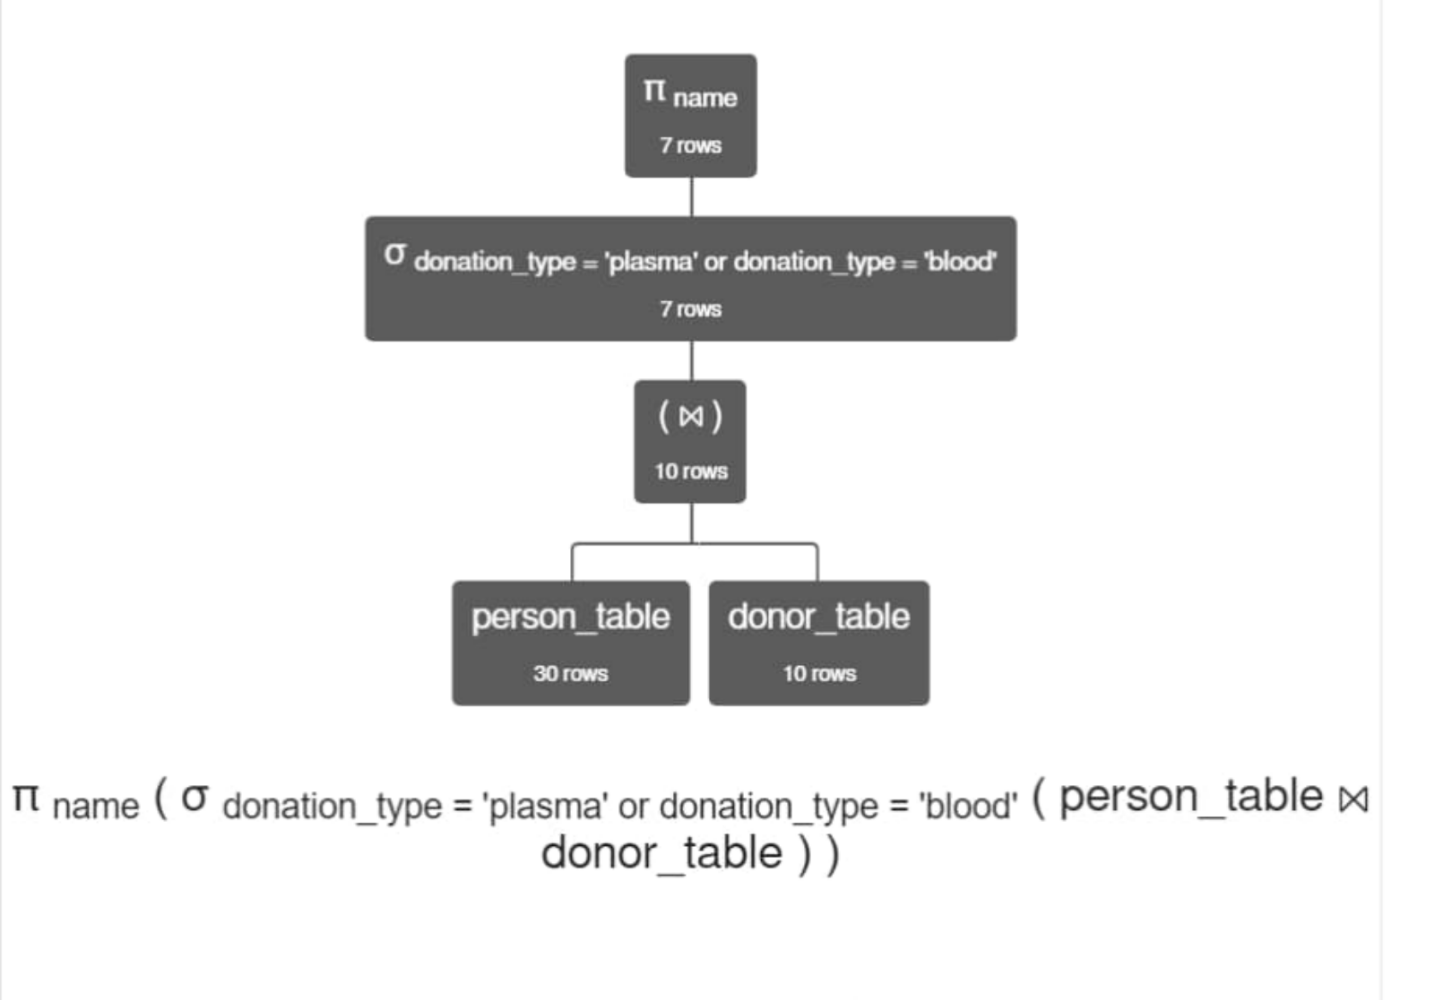 π name
7 rows
σ donation_type = 'plasma' or donation_type = 'blood'
7 rows
( ⋈ )
10 rows
person_table
30 rows
donor_table
10 rows
π name ( σ donation_type = 'plasma' or donation_type = 'blood' ( person_table ⋈
donor_table ) )